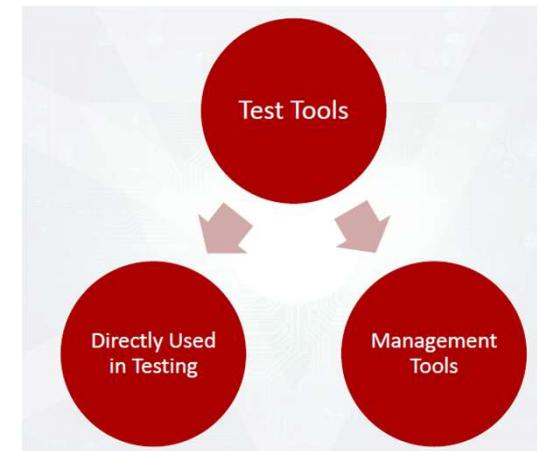 Test Tools
Directly Used
in Testing
Management
Tools